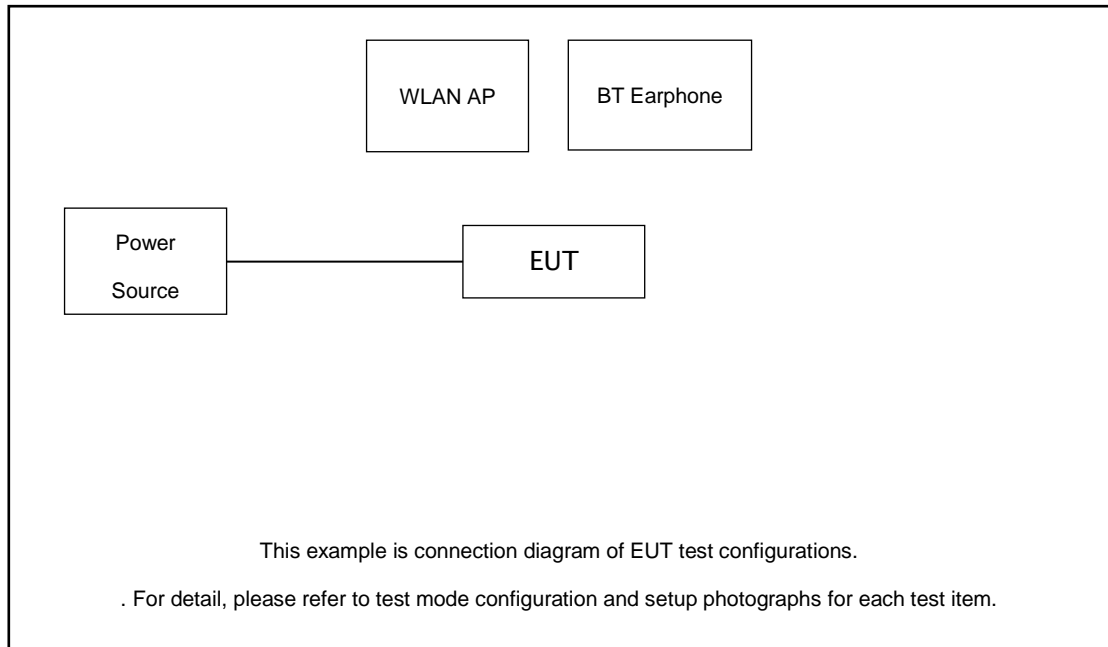 WLAN AP
BT Earphone
Power
Source
EUT
This example is connection diagram of EUT test configurations.
. For detail, please refer to test mode configuration and setup photographs for each test item.